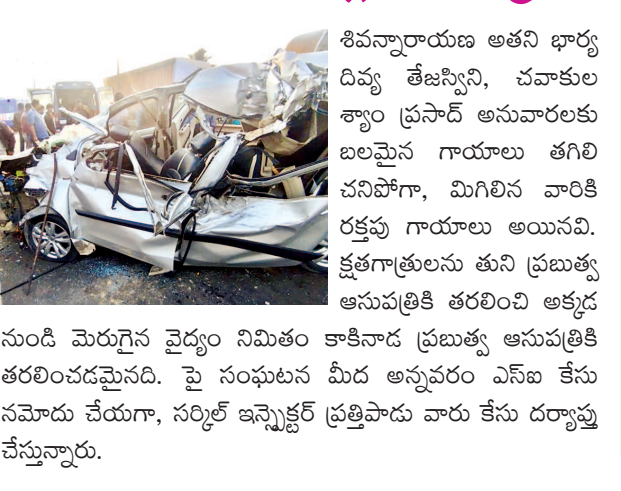 శివన్నారాయణ అతని భార్య
దివ్య తేజస్విని, చవాకుల
శ్యాం ప్రసాద్ అనువారలకు
బలమైన గాయాలు తగిలి
చనిపోగా, మిగిలిన వారికి
రక్తపు గాయాలు అయినవి.
క్షతగాత్రులను తుని ప్రబుత్వ
ఆసుపత్రికి తరలించి అక్కడ
నుండి మెరుగైన వైద్యం నిమితం కాకినాడ ప్రబుత్వ ఆసుపత్రికి
తరలించడమైనది. పై సంఘటన మీద అన్నవరం ఎస్ఐ కేసు
నమోదు చేయగా, సర్కిల్ ఇన్స్పెక్టర్ ప్రత్తిపాడు వారు కేసు దర్యాప్తు
చేస్తున్నారు.